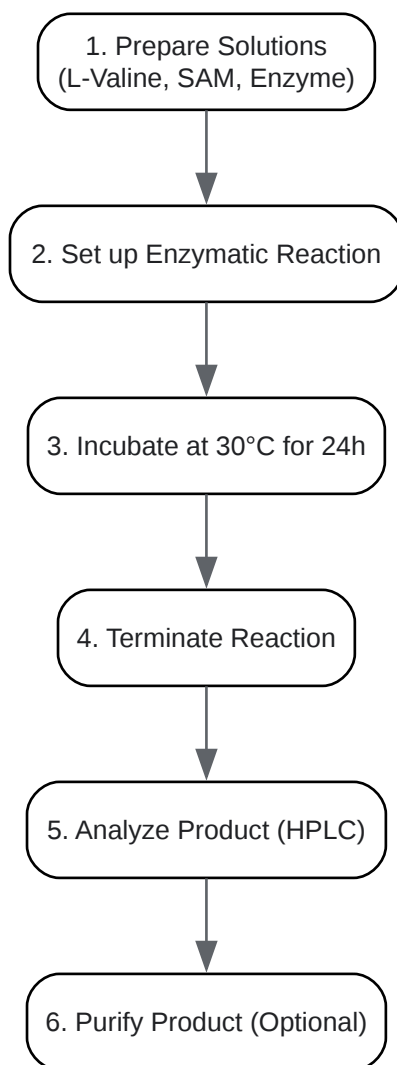 1. Prepare Solutions
(L-Valine, SAM, Enzyme)
2. Set up Enzymatic Reaction
3. Incubate at 30°C for 24h
4. Terminate Reaction
5. Analyze Product (HPLC)
6. Purify Product (Optional)